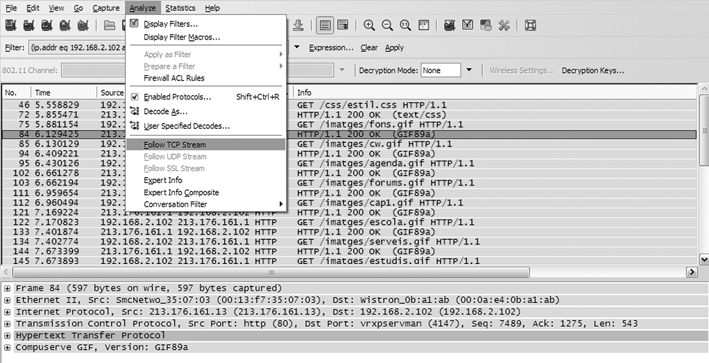 File Edit View Go Capture Analyze Statistics Help
Display Filters...
Display Filter Macros...
Apply as Filter
Prepare a Filter
Firewall ACL Rules
Enabled Protocols... Shift+Ctrl+R
Decode As...
User Specified Decodes...
Follow TCP Stream
Follow UDP Stream
Follow SSL Stream
Expert Info
Expert Info Composite
Conversation Filter
Filter: (ip.addr eq 192.168.2.102 a Expression... Clear Apply
802.11 Channel: Decryption Mode: None Wireless Settings... Decryption Keys...
No. Time Source Info
46 5.558829 192.1 GET /css/estil.css HTTP/1.1
72 5.855471 213.1 HTTP/1.1 200 OK (text/css)
75 5.881154 192.1 GET /imatges/fons.gif HTTP/1.1
84 6.129425 213.1 HTTP/1.1 200 OK (GIF89a)
85 6.130129 192.1 GET /imatges/cw.gif HTTP/1.1
94 6.409221 213.1 HTTP/1.1 200 OK (GIF89a)
95 6.430126 192.1 GET /imatges/agenda.gif HTTP/1.1
102 6.661278 213.1 HTTP/1.1 200 OK (GIF89a)
103 6.662194 192.1 GET /imatges/forums.gif HTTP/1.1
111 6.959654 213.1 HTTP/1.1 200 OK (GIF89a)
112 6.960494 192.1 GET /imatges/cap1.gif HTTP/1.1
121 7.169224 213.176.161.1 192.168.2.102 HTTP HTTP/1.1 200 OK (GIF89a)
122 7.170823 192.168.2.102 213.176.161.1 HTTP GET /imatges/escola.gif HTTP/1.1
133 7.401874 213.176.161.1 192.168.2.102 HTTP HTTP/1.1 200 OK (GIF89a)
134 7.402774 192.168.2.102 213.176.161.1 HTTP GET /imatges/serveis.gif HTTP/1.1
144 7.673399 213.176.161.1 192.168.2.102 HTTP HTTP/1.1 200 OK (GIF89a)
145 7.673893 192.168.2.102 213.176.161.1 HTTP GET /imatges/estudis.gif HTTP/1.1
Frame 84 (597 bytes on wire, 597 bytes captured)
Ethernet II, Src: SmcNetwo_35:07:03 (00:13:f7:35:07:03), Dst: Wistron_0b:a1:ab (00:0a:e4:0b:a1:ab)
Internet Protocol, Src: 213.176.161.13 (213.176.161.13), Dst: 192.168.2.102 (192.168.2.102)
Transmission Control Protocol, Src Port: http (80), Dst Port: vrxpservman (4147), Seq: 7489, Ack: 1275, Len: 543
Hypertext Transfer Protocol
Compuserve GIF, Version: GIF89a